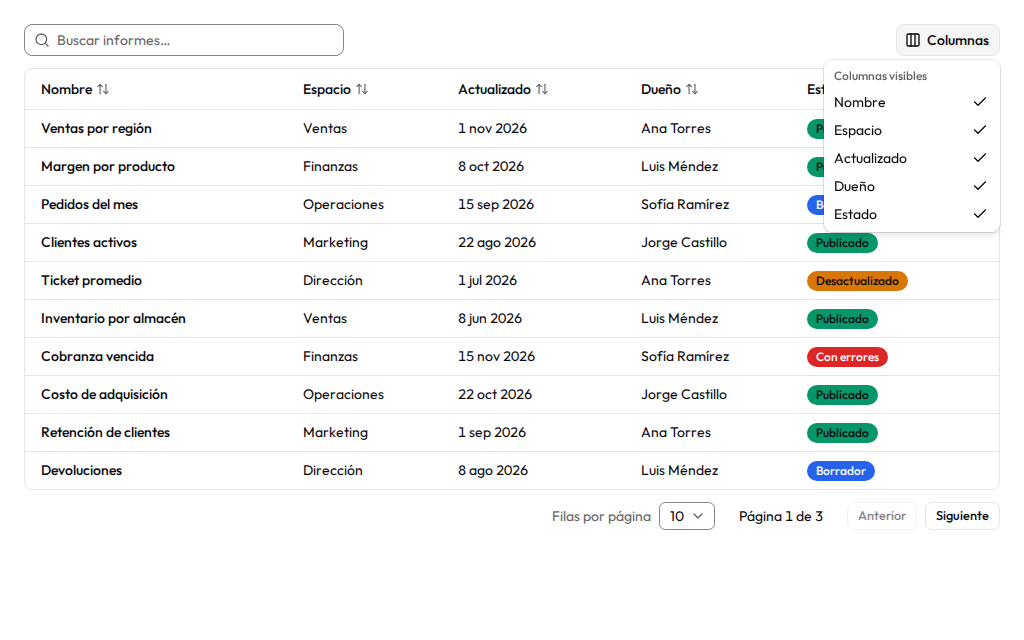 Buscar informes...
Columnas
Nombre Espacio Actualizado Dueño
Columnas visibles
Nombre
Espacio
Actualizado
Dueño
Estado
Ventas por región Ventas 1 nov 2026 Ana Torres
Margen por producto Finanzas 8 oct 2026 Luis Méndez
Pedidos del mes Operaciones 15 sep 2026 Sofía Ramírez
Clientes activos Marketing 22 ago 2026 Jorge Castillo Publicado
Ticket promedio Dirección 1 jul 2026 Ana Torres Desactualizado
Inventario por almacén Ventas 8 jun 2026 Luis Méndez Publicado
Cobranza vencida Finanzas 15 nov 2026 Sofía Ramírez Con errores
Costo de adquisición Operaciones 22 oct 2026 Jorge Castillo Publicado
Retención de clientes Marketing 1 sep 2026 Ana Torres Publicado
Devoluciones Dirección 8 ago 2026 Luis Méndez Borrador
Filas por página 10 Página 1 de 3 Anterior Siguiente